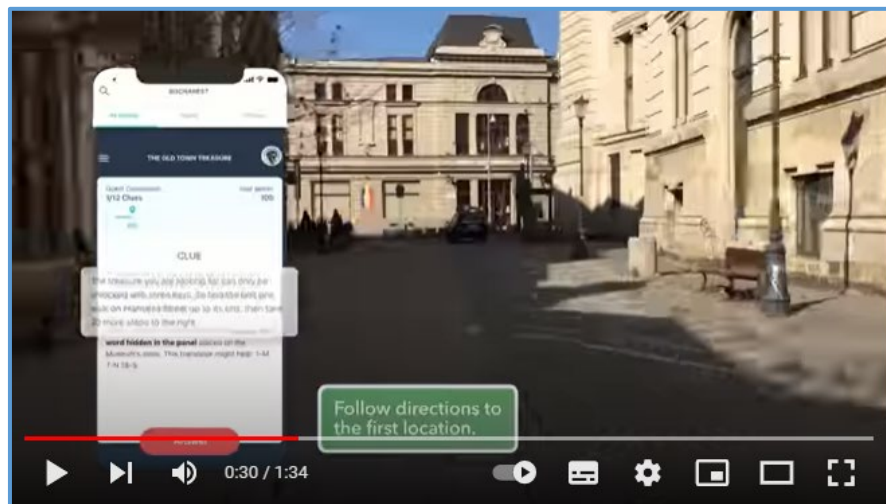 BUCHAREST
THE OLD TOWN TREASURE
Quest Completion
Your points
1/12 Clues
100
CLUE
The treasure you are looking for can only be
unlocked with three keys. To find the first one,
walk on Franceza Street up to its end, then take
20 more steps to the right.
word hidden in the panel placed on the
Museum's door. This translator might help: 1-M
7-N 18-S.
ANSWER
Follow directions to
the first location.
0:30 / 1:34